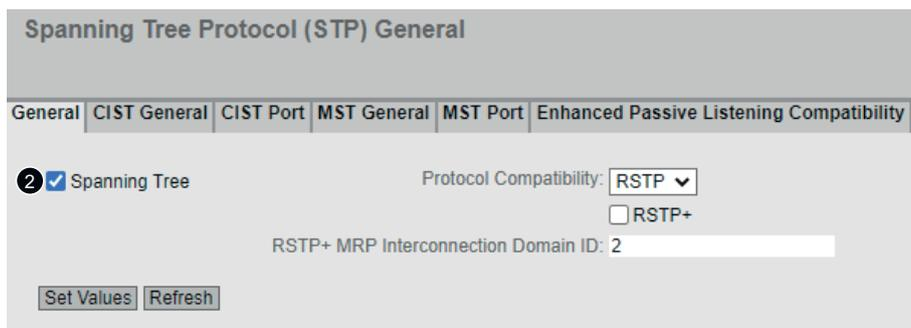 Spanning Tree Protocol (STP) General
General CIST General CIST Port MST General MST Port Enhanced Passive Listening Compatibility
2 Spanning Tree Protocol Compatibility: RSTP
RSTP+
RSTP+ MRP Interconnection Domain ID: 2
Set Values Refresh